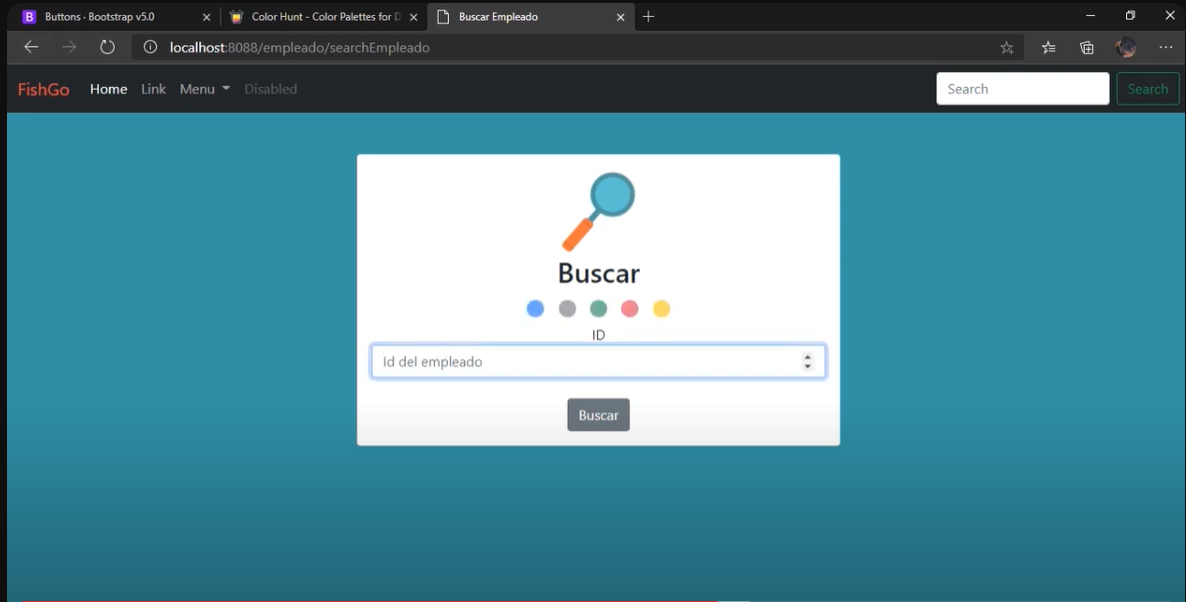 Buttons · Bootstrap v5.0
Color Hunt - Color Palettes for D
Buscar Empleado
localhost:8088/empleado/searchEmpleado
FishGo Home Link Menu Disabled Search Search
Buscar
ID
Id del empleado
Buscar